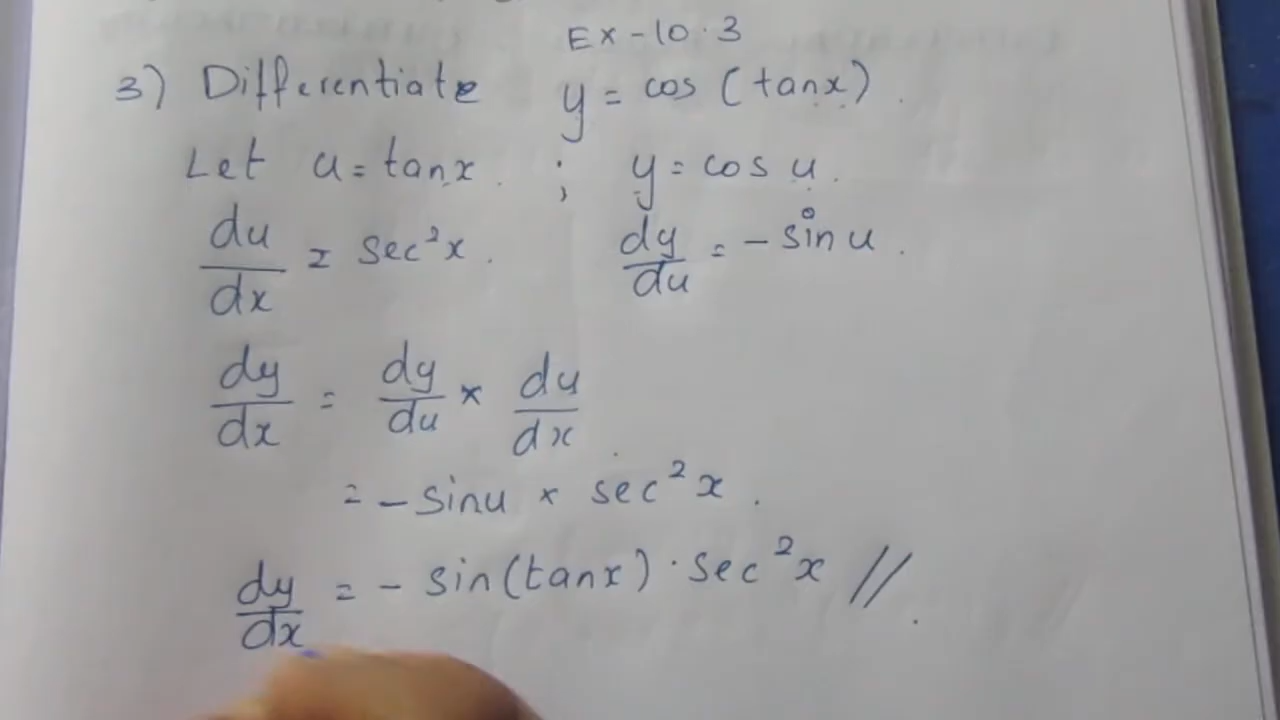 Ex - 10.3
3) Differentiate y = cos (tanx).
Let u = tanx. ; y = cos u.
du/dx = sec²x. dy/du = - sin u.
dy/dx = dy/du × du/dx
= - sinu × sec²x.
dy/dx = - sin(tanx) · sec²x //.